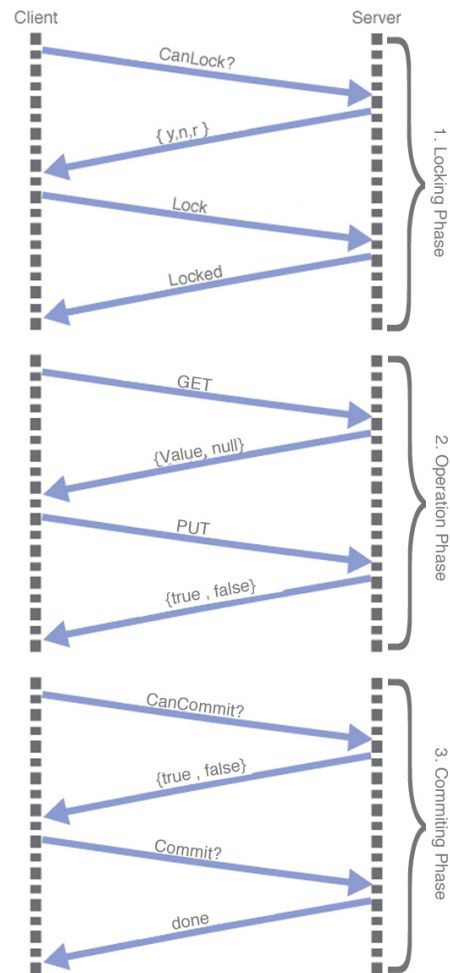 Client
Server
CanLock?
{ y,n,r }
Lock
Locked
1. Locking Phase
GET
{Value, null}
PUT
{true , false}
2. Operation Phase
CanCommit?
{true , false}
Commit?
done
3. Commiting Phase